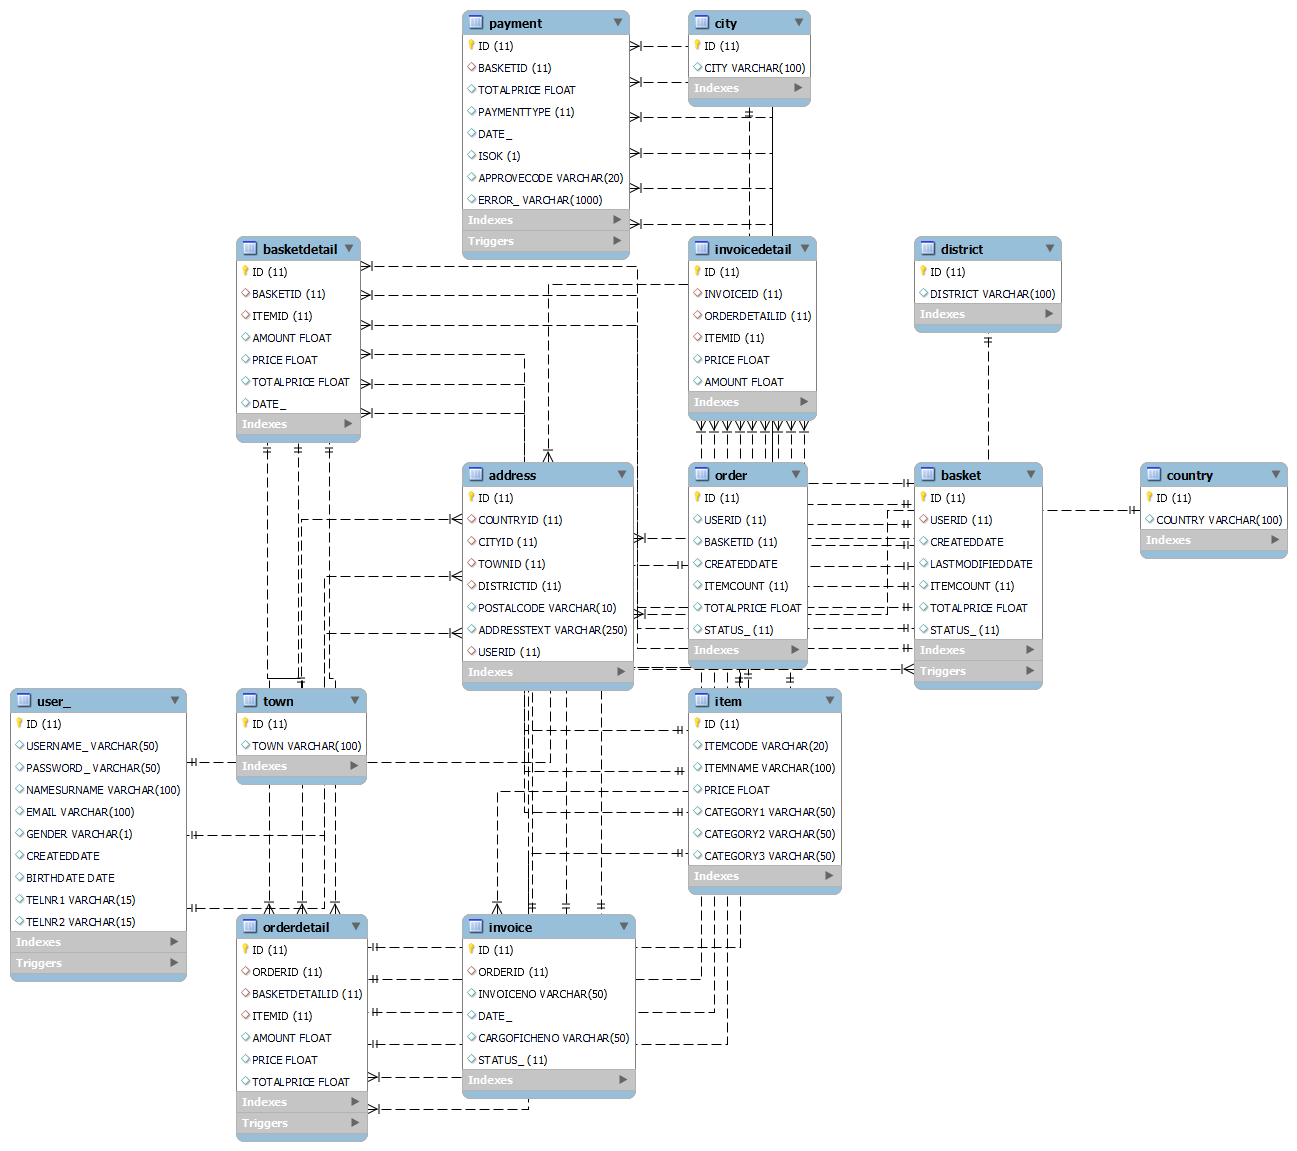 payment
ID (11)
BASKETID (11)
TOTALPRICE FLOAT
PAYMENTTYPE (11)
DATE_
ISOK (1)
APPROVECODE VARCHAR(20)
ERROR_ VARCHAR(1000)
Indexes
Triggers
city
ID (11)
CITY VARCHAR(100)
Indexes
basketdetail
ID (11)
BASKETID (11)
ITEMID (11)
AMOUNT FLOAT
PRICE FLOAT
TOTALPRICE FLOAT
DATE_
Indexes
invoicedetail
ID (11)
INVOICEID (11)
ORDERDETAILID (11)
ITEMID (11)
PRICE FLOAT
AMOUNT FLOAT
Indexes
district
ID (11)
DISTRICT VARCHAR(100)
Indexes
address
ID (11)
COUNTRYID (11)
CITYID (11)
TOWNID (11)
DISTRICTID (11)
POSTALCODE VARCHAR(10)
ADDRESSTEXT VARCHAR(250)
USERID (11)
Indexes
order
ID (11)
USERID (11)
BASKETID (11)
CREATEDDATE
ITEMCOUNT (11)
TOTALPRICE FLOAT
STATUS_ (11)
Indexes
basket
ID (11)
USERID (11)
CREATEDDATE
LASTMODIFIEDDATE
ITEMCOUNT (11)
TOTALPRICE FLOAT
STATUS_ (11)
Indexes
Triggers
country
ID (11)
COUNTRY VARCHAR(100)
Indexes
user_
ID (11)
USERNAME_ VARCHAR(50)
PASSWORD_ VARCHAR(50)
NAMESURNAME VARCHAR(100)
EMAIL VARCHAR(100)
GENDER VARCHAR(1)
CREATEDDATE
BIRTHDATE DATE
TELNR1 VARCHAR(15)
TELNR2 VARCHAR(15)
Indexes
Triggers
town
ID (11)
TOWN VARCHAR(100)
Indexes
item
ID (11)
ITEMCODE VARCHAR(20)
ITEMNAME VARCHAR(100)
PRICE FLOAT
CATEGORY1 VARCHAR(50)
CATEGORY2 VARCHAR(50)
CATEGORY3 VARCHAR(50)
Indexes
orderdetail
ID (11)
ORDERID (11)
BASKETDETAILID (11)
ITEMID (11)
AMOUNT FLOAT
PRICE FLOAT
TOTALPRICE FLOAT
Indexes
Triggers
invoice
ID (11)
ORDERID (11)
INVOICENO VARCHAR(50)
DATE_
CARGOFICHENO VARCHAR(50)
STATUS_ (11)
Indexes